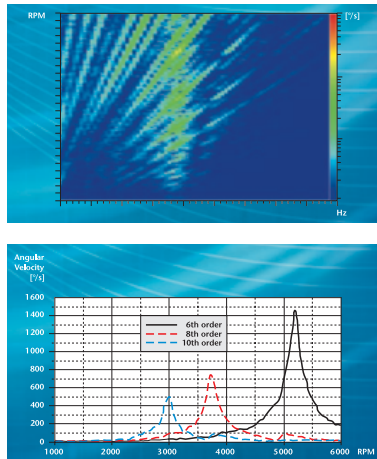 RPM
[°/s]
Hz
Angular
Velocity
[°/s]
1600
1400
1200
1000
800
600
400
200
0
6th order
8th order
10th order
1000
2000
3000
4000
5000
6000
RPM